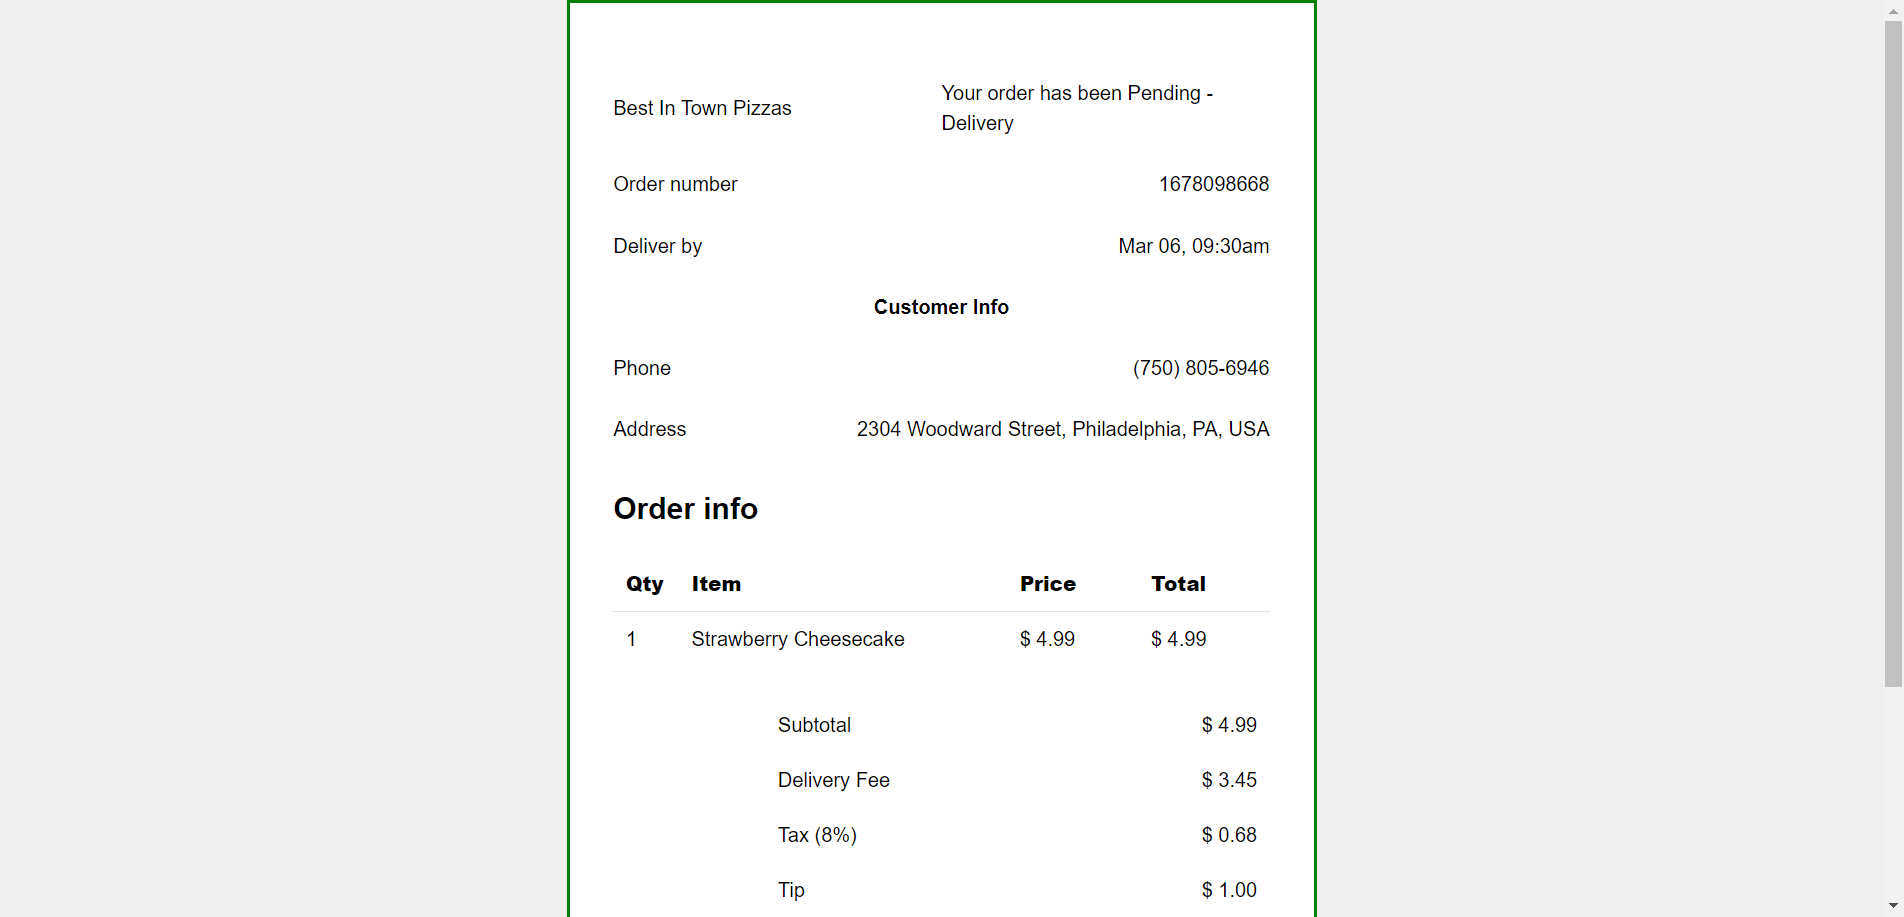 Best In Town Pizzas
Your order has been Pending -
Delivery
Order number 1678098668
Deliver by Mar 06, 09:30am
Customer Info
Phone (750) 805-6946
Address 2304 Woodward Street, Philadelphia, PA, USA
Order info
Qty Item Price Total
1 Strawberry Cheesecake $ 4.99 $ 4.99
Subtotal $ 4.99
Delivery Fee $ 3.45
Tax (8%) $ 0.68
Tip $ 1.00